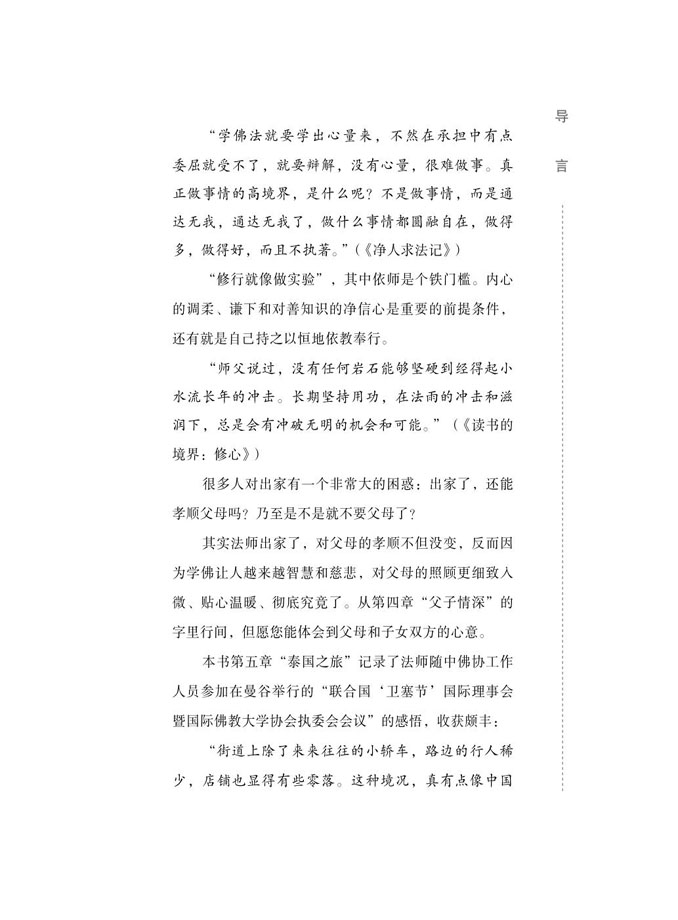 导言
“学佛法就要学出心量来，不然在承担中有点
委屈就受不了，就要辩解，没有心量，很难做事。真
正做事情的高境界，是什么呢？不是做事情，而是通
达无我，通达无我了，做什么事情都圆融自在，做得
多，做得好，而且不执著。”（《净人求法记》）
“修行就像做实验”，其中依师是个铁门槛。内心
的调柔、谦下和对善知识的净信心是重要的前提条件，
还有就是自己持之以恒地依教奉行。
“师父说过，没有任何岩石能够坚硬到经得起小
水流长年的冲击。长期坚持用功，在法雨的冲击和滋
润下，总是会有冲破无明的机会和可能。”（《读书的
境界：修心》）
很多人对出家有一个非常大的困惑：出家了，还能
孝顺父母吗？乃至是不是就不要父母了？
其实法师出家了，对父母的孝顺不但没变，反而因
为学佛让人越来越智慧和慈悲，对父母的照顾更细致入
微、贴心温暖、彻底究竟了。从第四章“父子情深”的
字里行间，但愿您能体会到父母和子女双方的心意。
本书第五章“泰国之旅”记录了法师随中佛协工作
人员参加在曼谷举行的“联合国‘卫塞节’国际理事会
暨国际佛教大学协会执委会会议”的感悟，收获颇丰：
“街道上除了来来往往的小轿车，路边的行人稀
少，店铺也显得有些零落。这种境况，真有点像中国